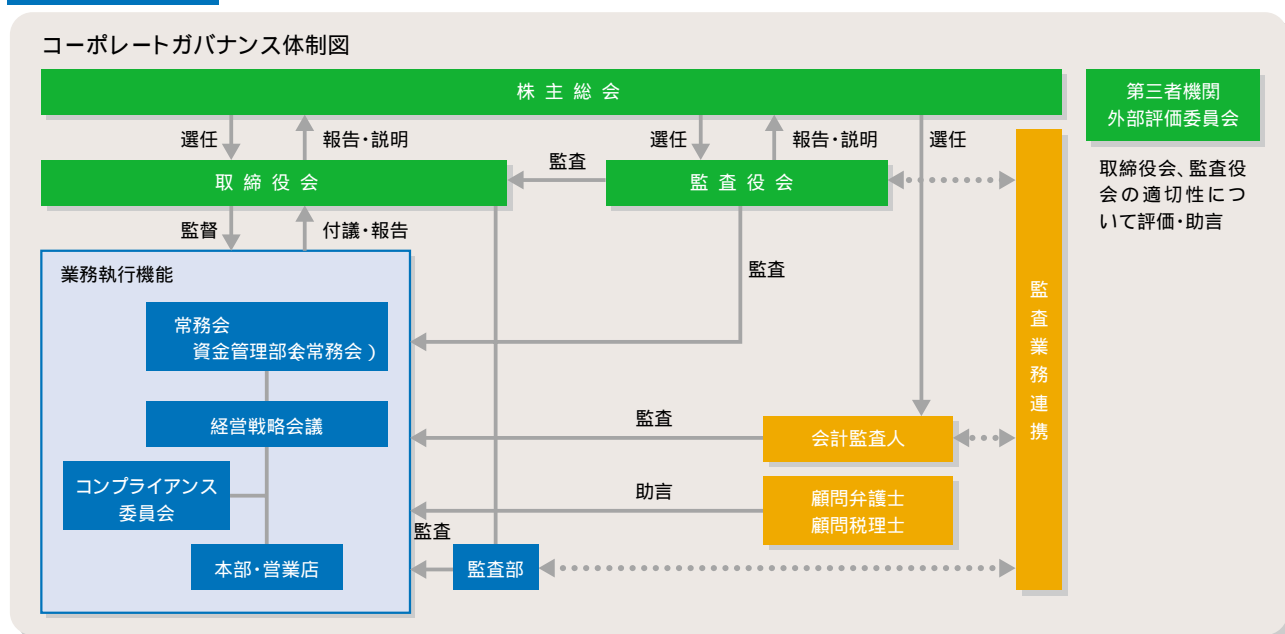 コーポレートガバナンス体制図
株主総会
第三者機関
外部評価委員会
選任
報告・説明
選任
報告・説明
選任
取締役会
監査
監査役会
取締役会、監査役
会の適切性につ
いて評価・助言
監督
付議・報告
業務執行機能
監査
常務会
資金管理部会(常務会)
監査業務連携
経営戦略会議
監査
会計監査人
コンプライアンス
委員会
助言
顧問弁護士
顧問税理士
監査
本部・営業店
監査部